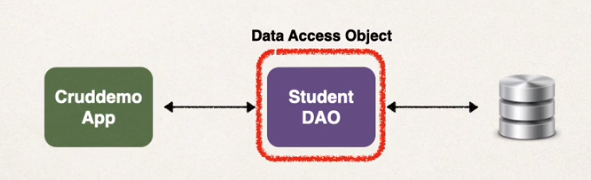 Data Access Object
Cruddemo
App
Student
DAO